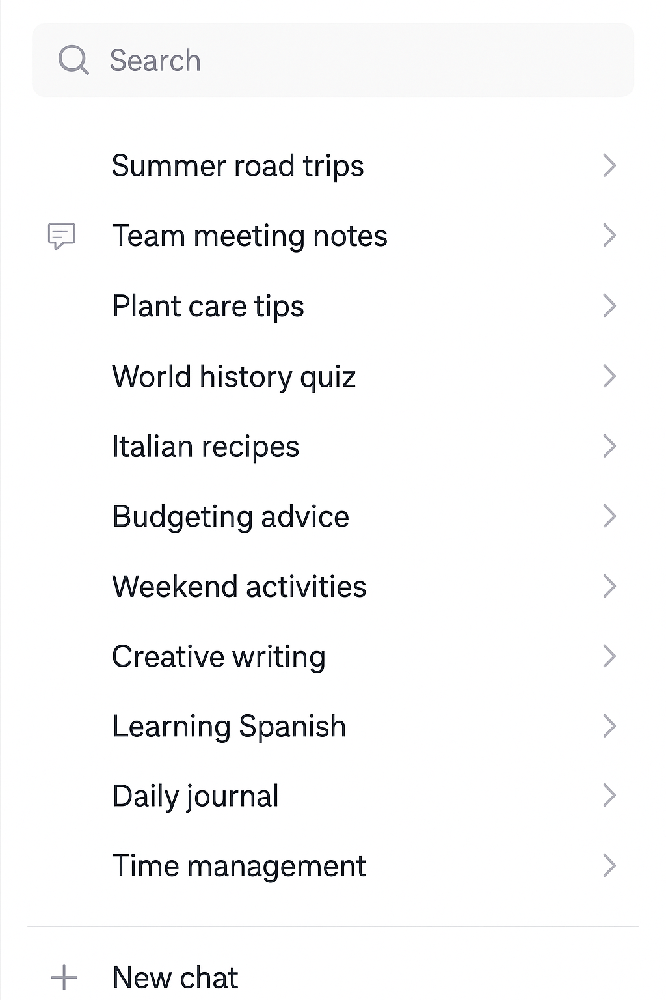 Search
Summer road trips
Team meeting notes
Plant care tips
World history quiz
Italian recipes
Budgeting advice
Weekend activities
Creative writing
Learning Spanish
Daily journal
Time management
New chat